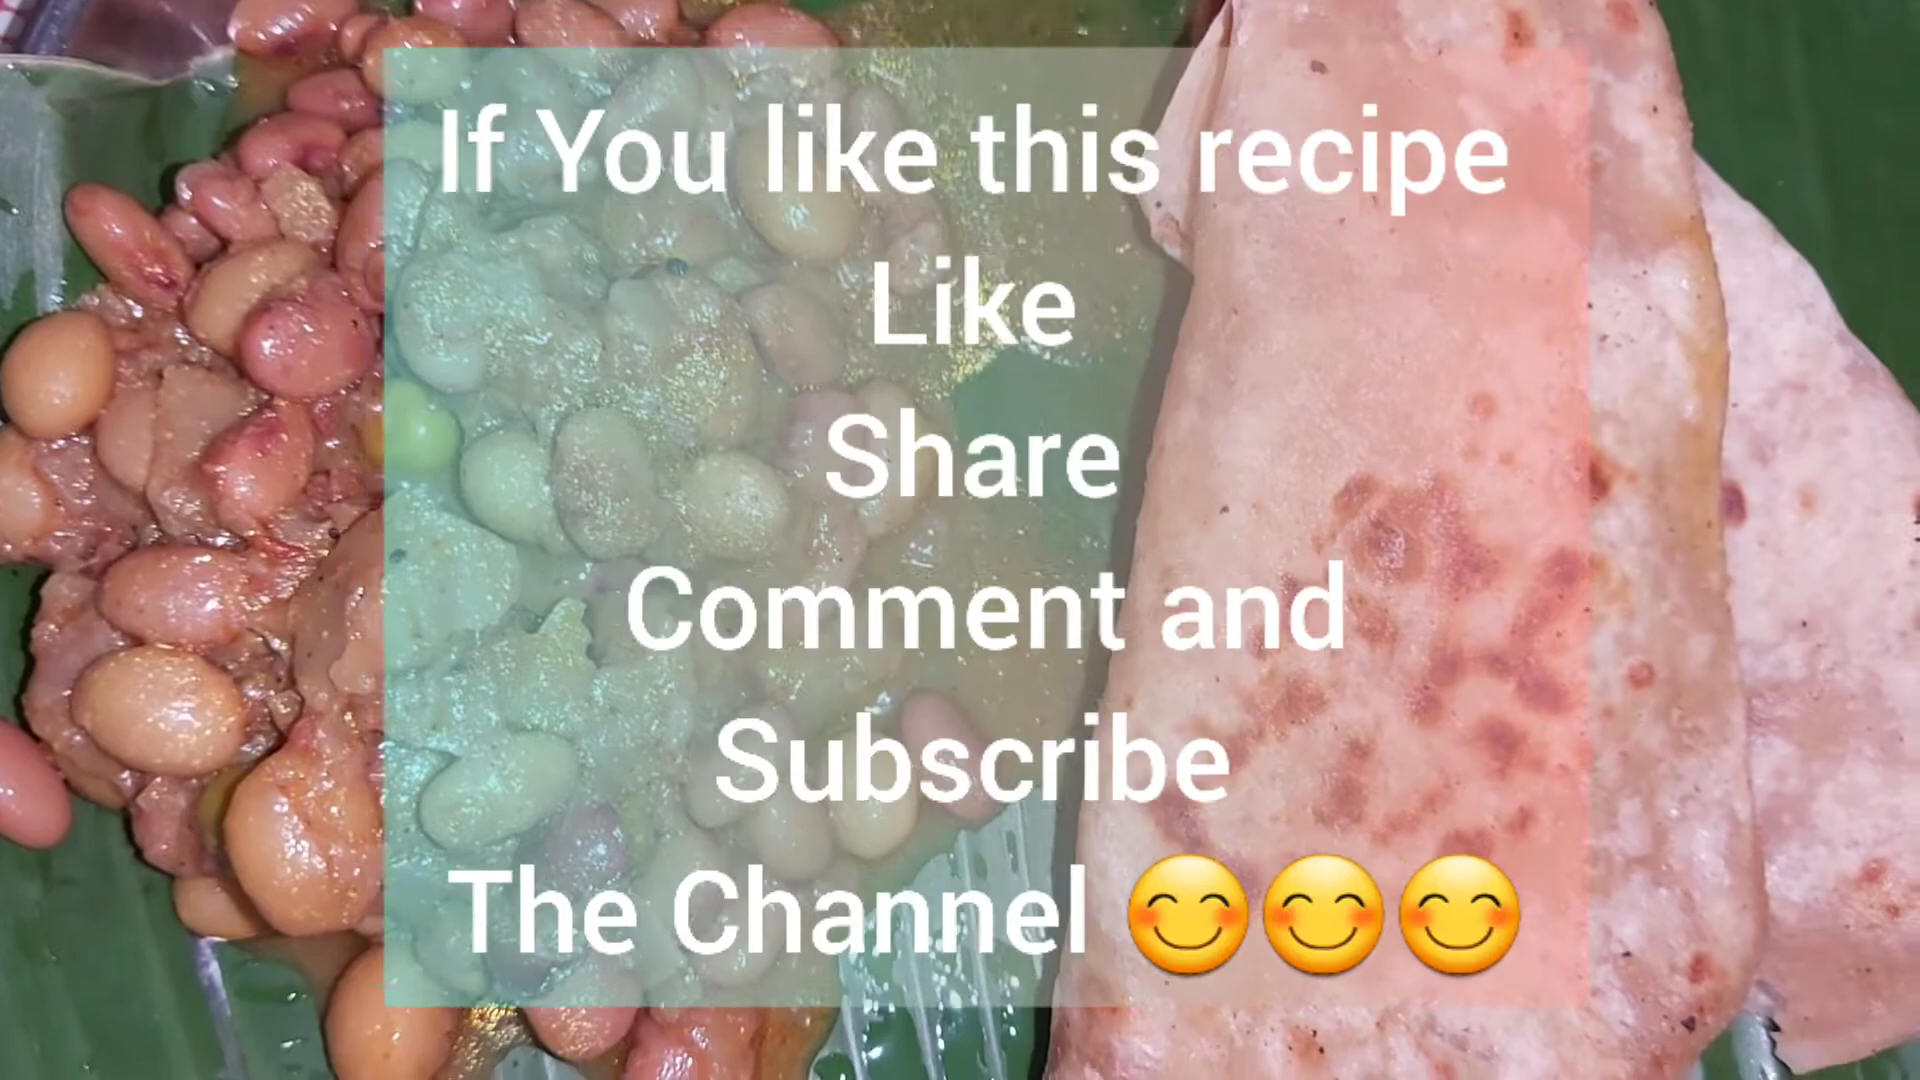 If You like this recipe
Like
Share
Comment and
Subscribe
The Channel 😊😊😊